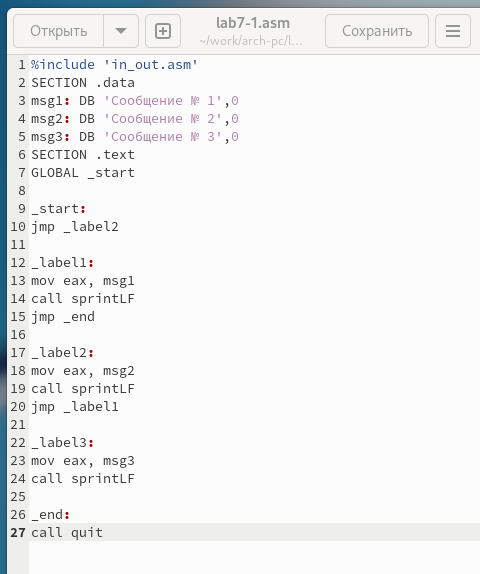 Открыть
lab7-1.asm
~/work/arch-pc/l...
Сохранить
1 %include 'in_out.asm'
2 SECTION .data
3 msg1: DB 'Сообщение № 1',0
4 msg2: DB 'Сообщение № 2',0
5 msg3: DB 'Сообщение № 3',0
6 SECTION .text
7 GLOBAL _start
8
9 _start:
10 jmp _label2
11
12 _label1:
13 mov eax, msg1
14 call sprintLF
15 jmp _end
16
17 _label2:
18 mov eax, msg2
19 call sprintLF
20 jmp _label1
21
22 _label3:
23 mov eax, msg3
24 call sprintLF
25
26 _end:
27 call quit